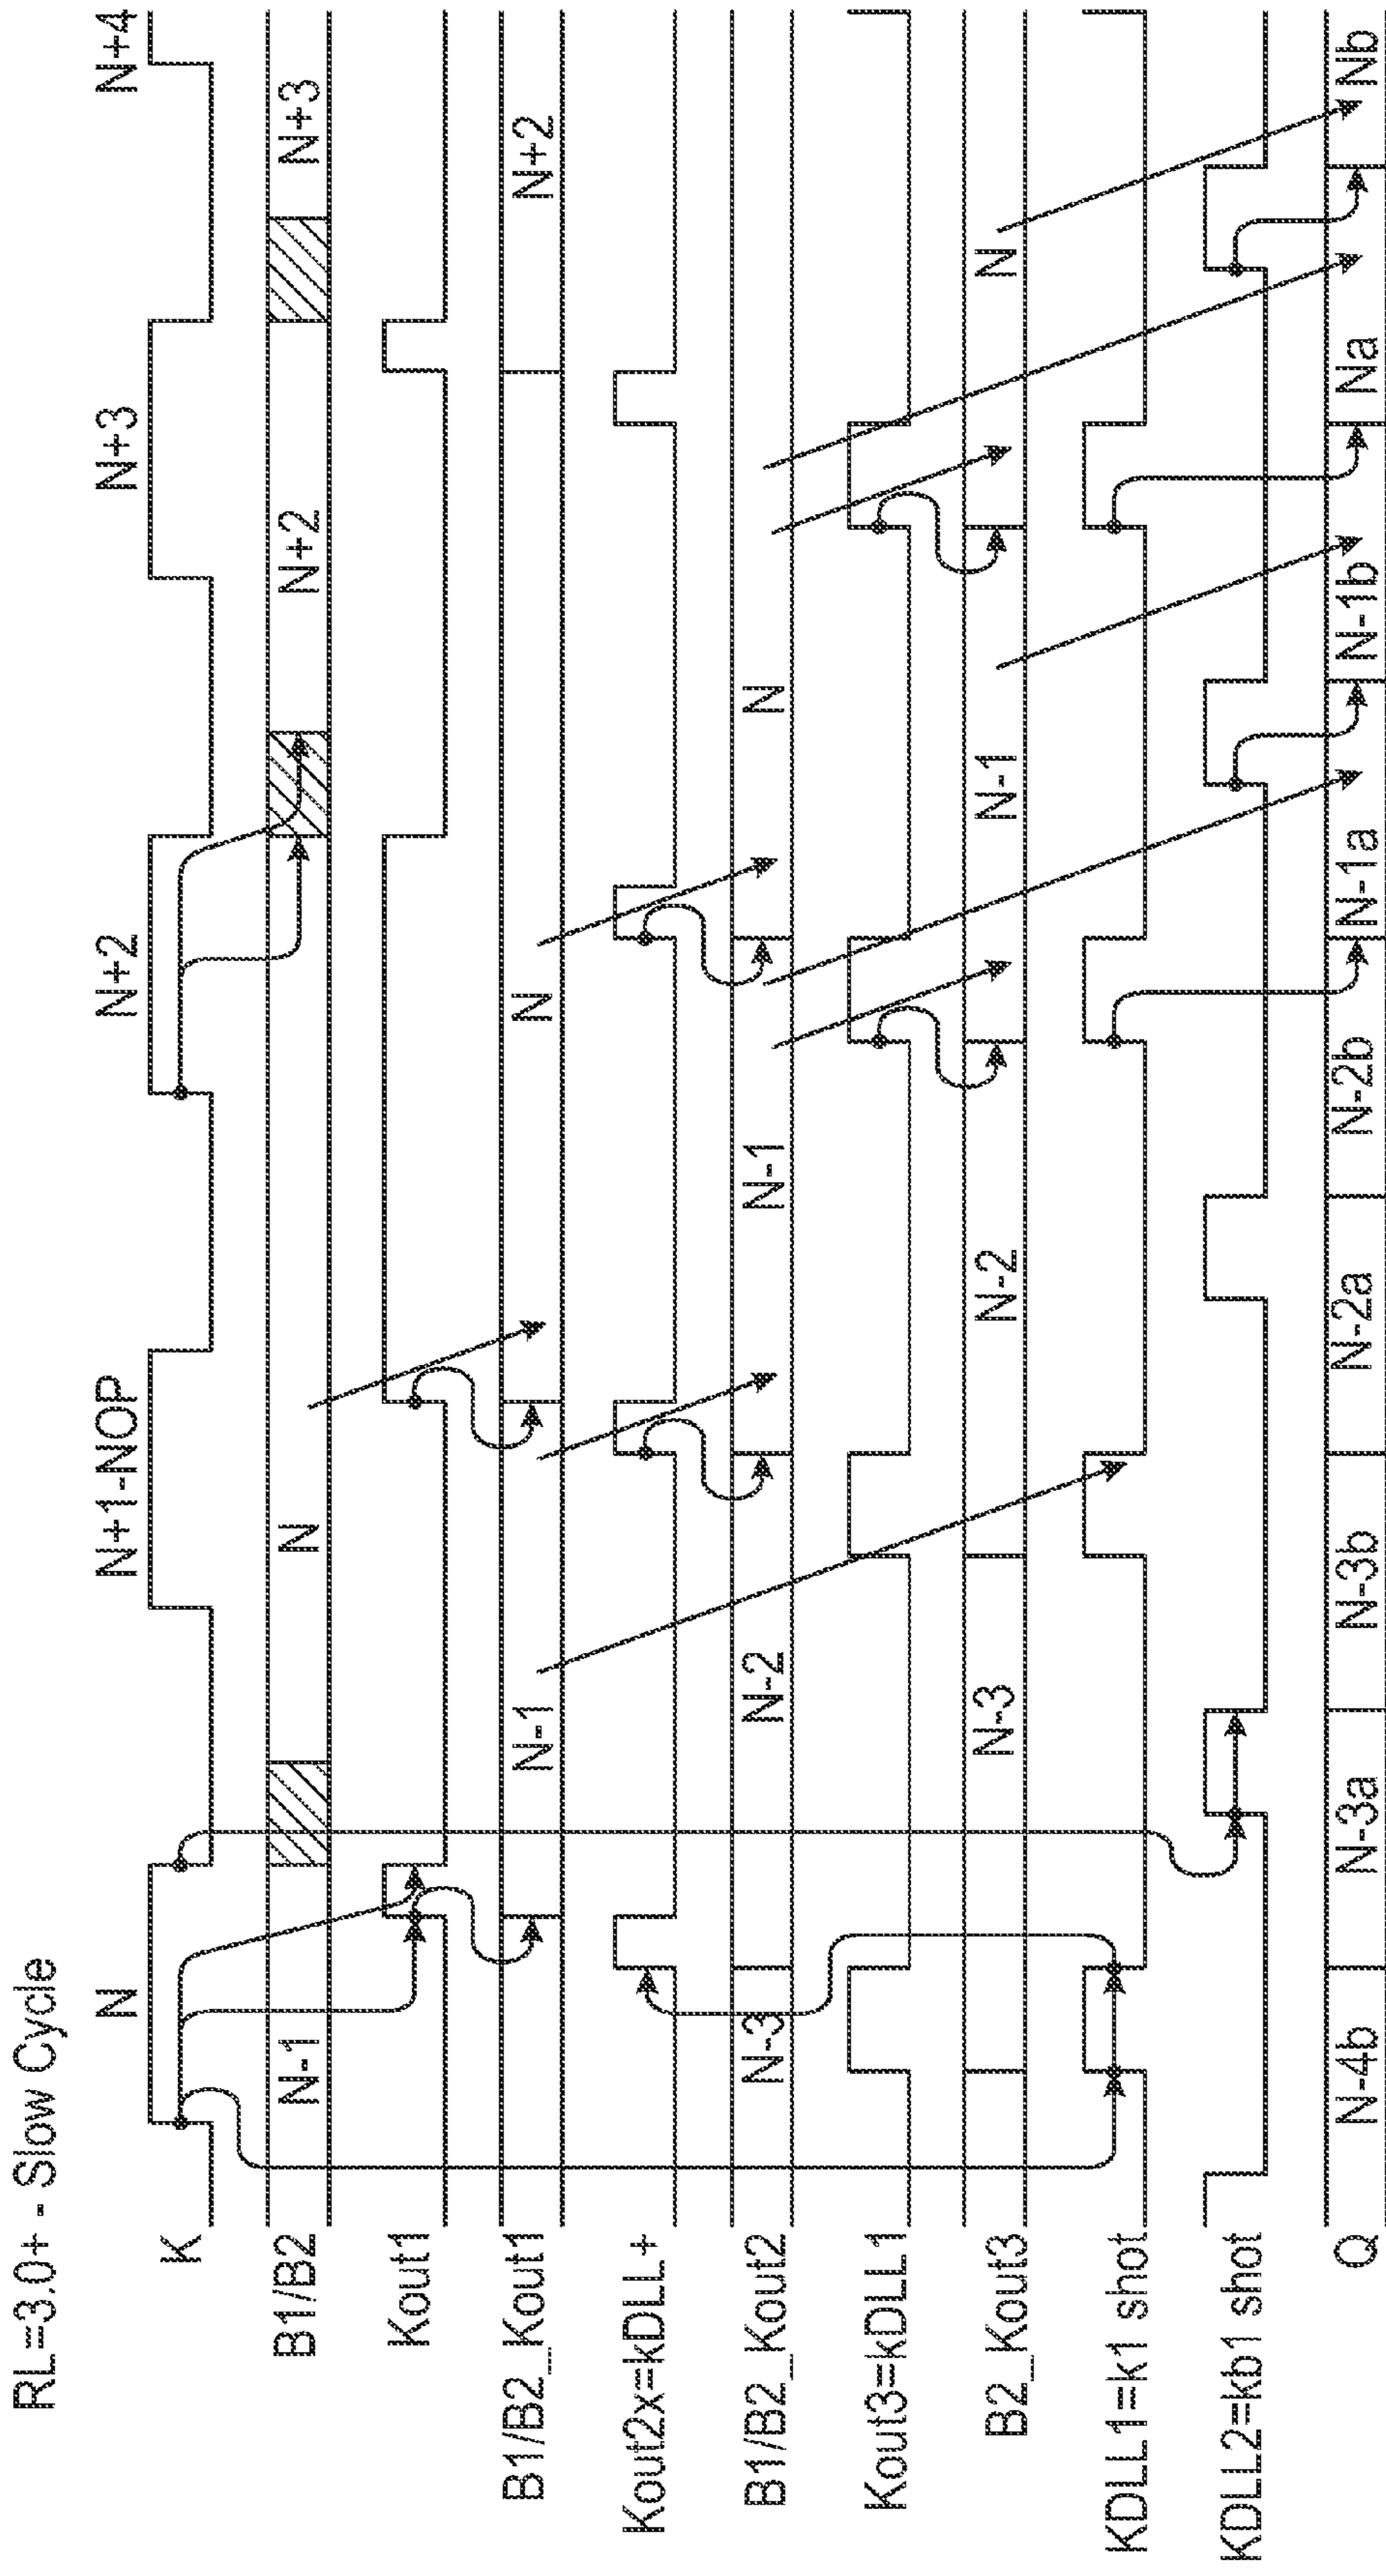 RL=3.0+ - Slow Cycle
N N+1-NOP N+2 N+3 N+4
K
B1/B2 N-1 N N+2 N+3
Kout1
B1/B2_Kout1 N-1 N N+2
Kout2x=kDLL+
B1/B2_Kout2 N-3 N-2 N-1 N
Kout3=kDLL1
B2_Kout3 N-3 N-2 N-1 N
KDLL1=k1 shot
KDLL2=kb1 shot
Q N-4b N-3a N-3b N-2a N-2b N-1a N-1b Na Nb